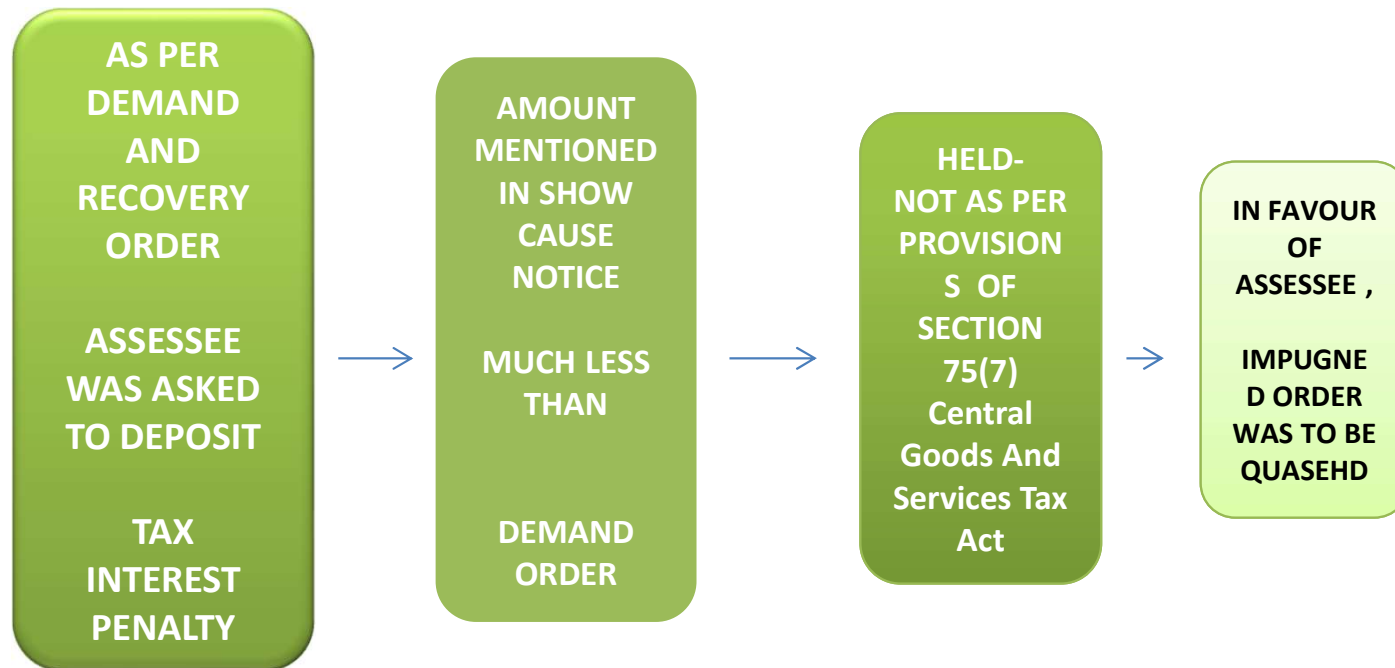 AS PER
DEMAND
AND
RECOVERY
ORDER
ASSESSEE
WAS ASKED
TO DEPOSIT
TAX
INTEREST
PENALTY
AMOUNT
MENTIONED
IN SHOW
CAUSE
NOTICE
MUCH LESS
THAN
DEMAND
ORDER
HELD-
NOT AS PER
PROVISION
S OF
SECTION
75(7)
Central
Goods And
Services Tax
Act
IN FAVOUR
OF
ASSESSEE ,
IMPUGNE
D ORDER
WAS TO BE
QUASEHD